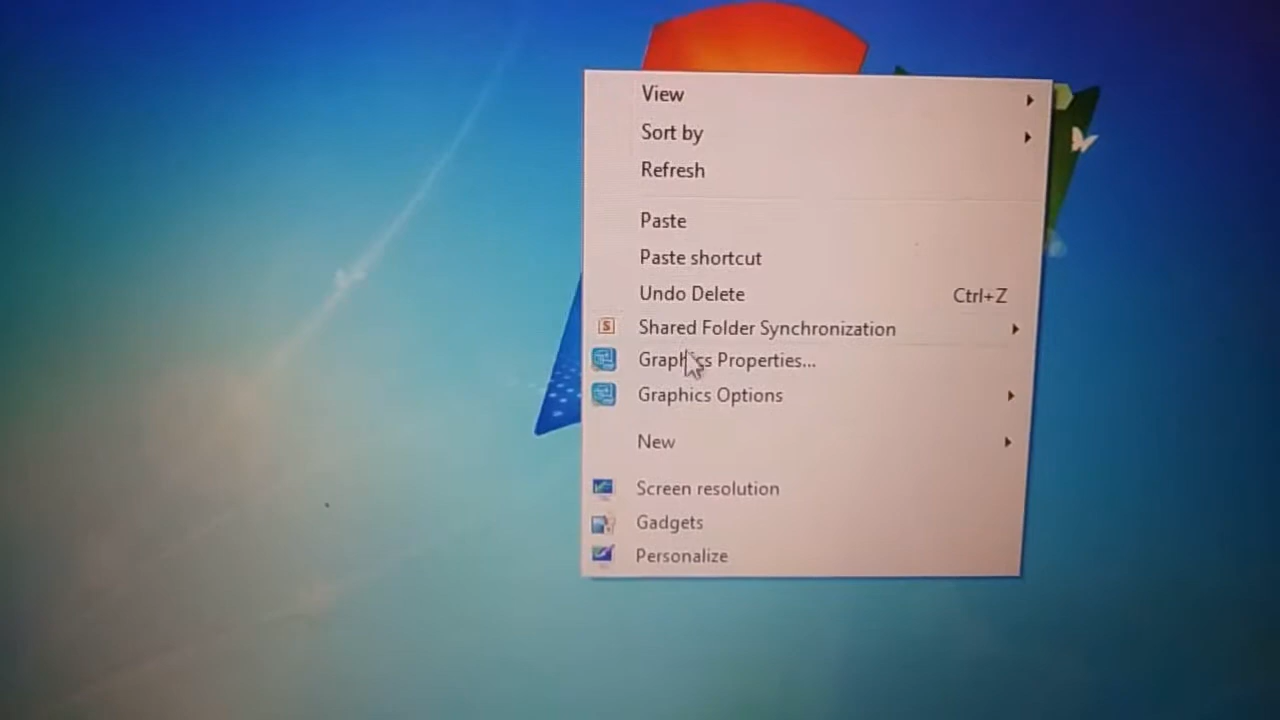 View
Sort by
Refresh
Paste
Paste shortcut
Undo Delete Ctrl+Z
S Shared Folder Synchronization
Graphics Properties...
Graphics Options
New
Screen resolution
Gadgets
Personalize